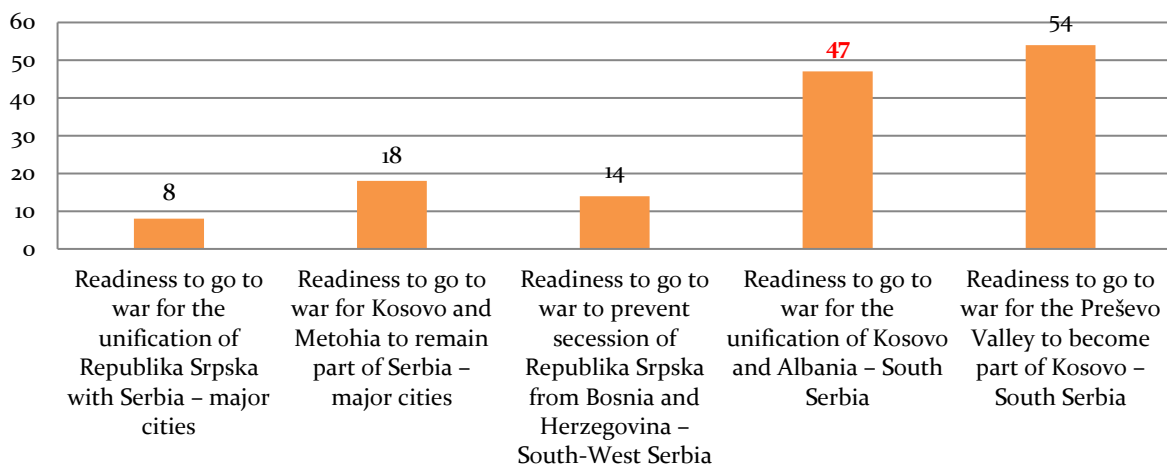 60
50
40
30
20
10
0
8
18
14
47
54
Readiness to go to
war for the
unification of
Republika Srpska
with Serbia – major
cities
Readiness to go to
war for Kosovo and
Metohia to remain
part of Serbia –
major cities
Readiness to go to
war to prevent
secession of
Republika Srpska
from Bosnia and
Herzegovina –
South-West Serbia
Readiness to go to
war for the
unification of Kosovo
and Albania – South
Serbia
Readiness to go to
war for the Preševo
Valley to become
part of Kosovo –
South Serbia